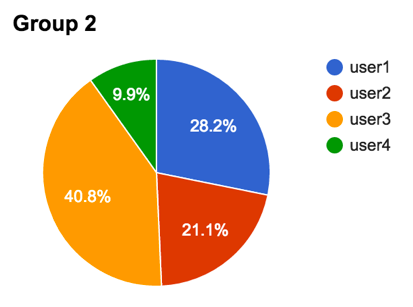 Group 2
user1
user2
user3
user4
9.9%
28.2%
40.8%
21.1%